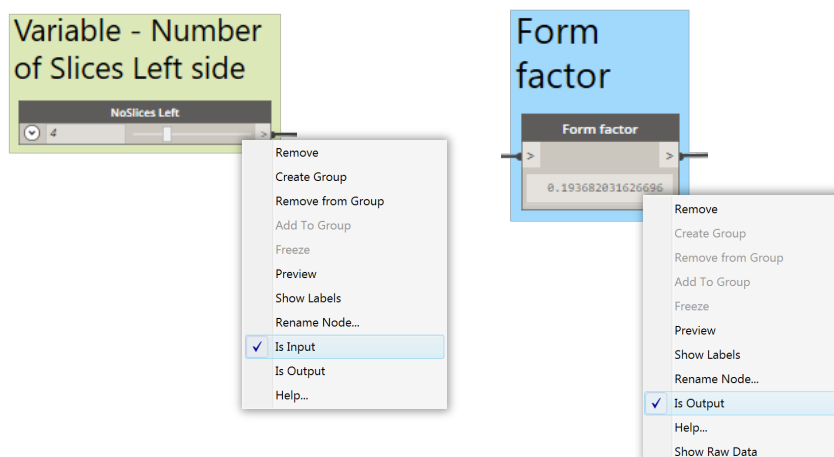 Variable - Number
of Slices Left side
NoSlices Left
4
>
Remove
Create Group
Remove from Group
Add To Group
Freeze
Preview
Show Labels
Rename Node...
Is Input
Is Output
Help...
Form
factor
Form factor
> >
0.193682031626696
Remove
Create Group
Remove from Group
Add To Group
Freeze
Preview
Show Labels
Rename Node...
Is Output
Help...
Show Raw Data